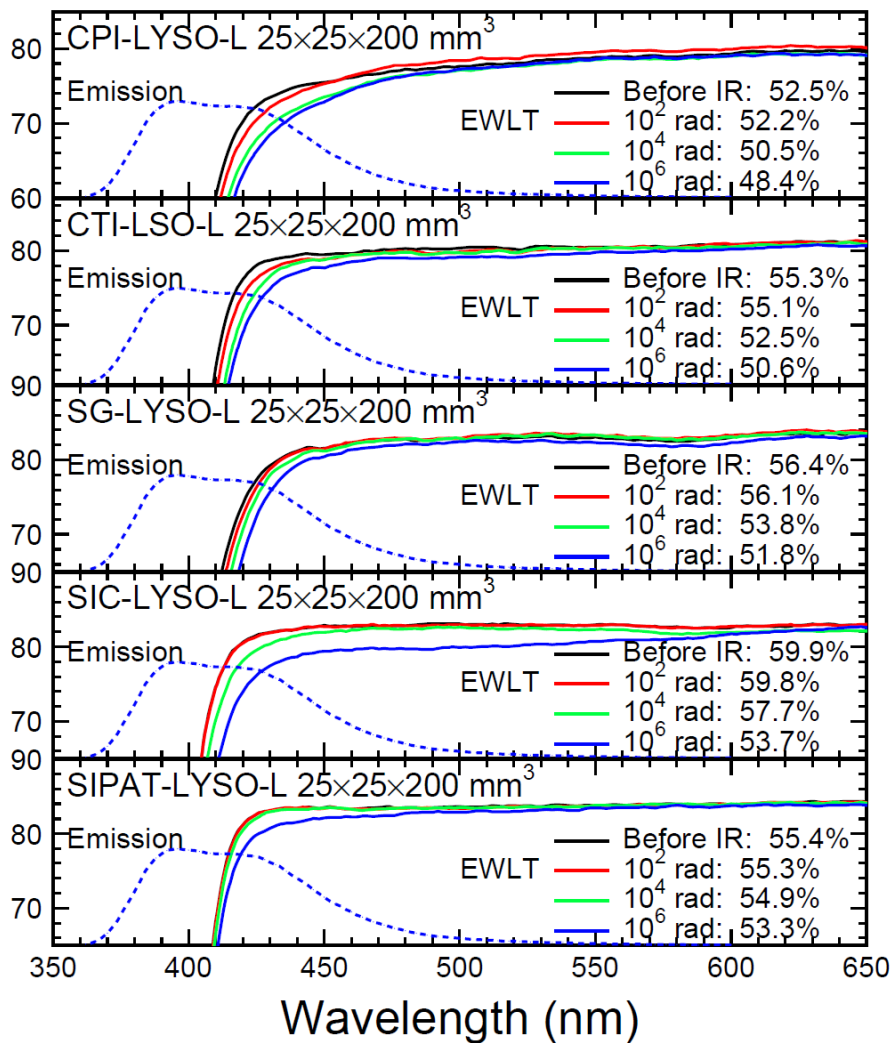 CPI-LYSO-L 25×25×200 mm³
80
Emission
Before IR: 52.5%
70
EWLT
10² rad: 52.2%
10⁴ rad: 50.5%
10⁶ rad: 48.4%
60
CTI-LSO-L 25×25×200 mm³
80
Emission
Before IR: 55.3%
EWLT
10² rad: 55.1%
70
10⁴ rad: 52.5%
10⁶ rad: 50.6%
90
SG-LYSO-L 25×25×200 mm³
80
Emission
Before IR: 56.4%
EWLT
10² rad: 56.1%
70
10⁴ rad: 53.8%
10⁶ rad: 51.8%
90
SIC-LYSO-L 25×25×200 mm³
80
Emission
Before IR: 59.9%
EWLT
10² rad: 59.8%
70
10⁴ rad: 57.7%
10⁶ rad: 53.7%
90
SIPAT-LYSO-L 25×25×200 mm³
80
Emission
Before IR: 55.4%
EWLT
10² rad: 55.3%
70
10⁴ rad: 54.9%
10⁶ rad: 53.3%
350 400 450 500 550 600 650
Wavelength (nm)